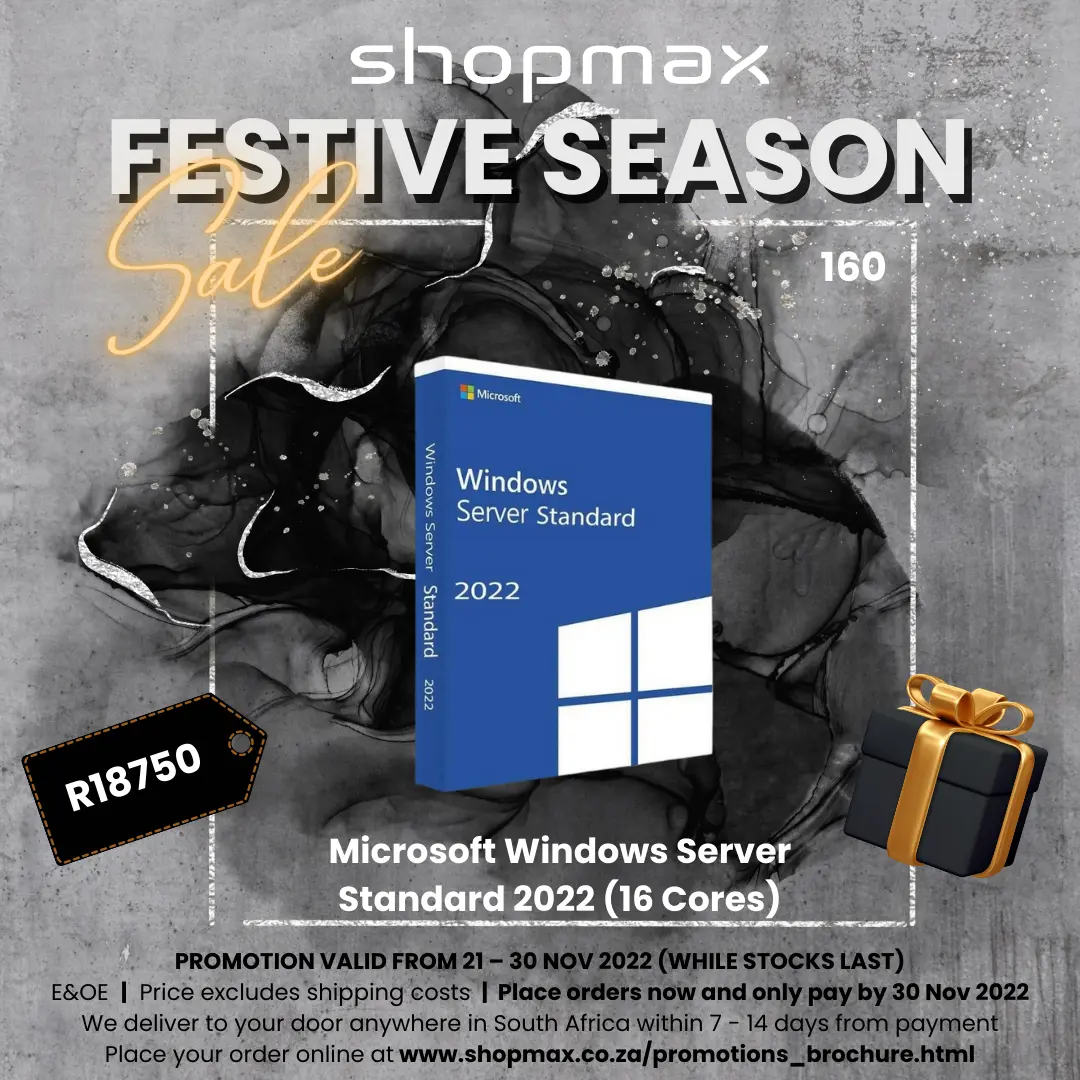 shopmax
FESTIVE SEASON
Sale
160
Microsoft
Windows
Server Standard
2022
Windows Server Standard 2022
R18750
Microsoft Windows Server
Standard 2022 (16 Cores)
PROMOTION VALID FROM 21 – 30 NOV 2022 (WHILE STOCKS LAST)
E&OE | Price excludes shipping costs | Place orders now and only pay by 30 Nov 2022
We deliver to your door anywhere in South Africa within 7 - 14 days from payment
Place your order online at www.shopmax.co.za/promotions_brochure.html